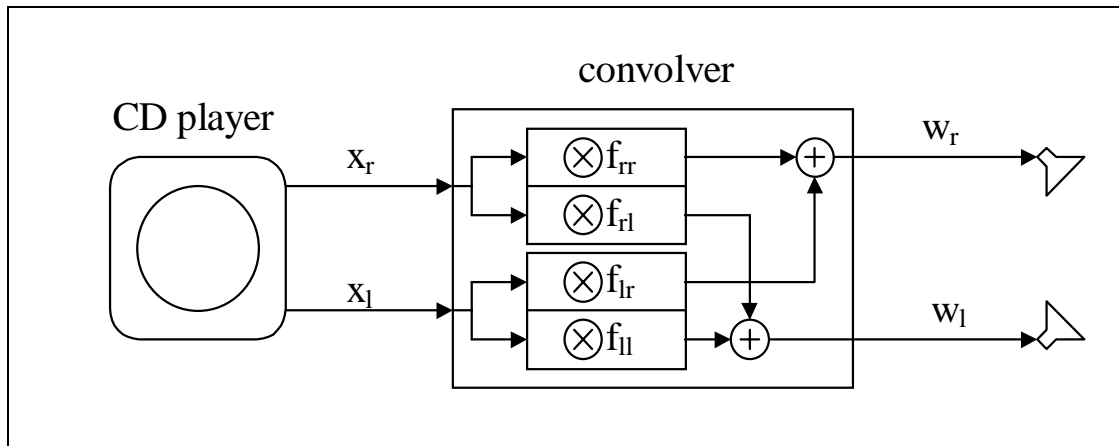 convolver
CD player
x_r
w_r
f_rr
f_rl
x_l
f_lr
w_l
f_ll